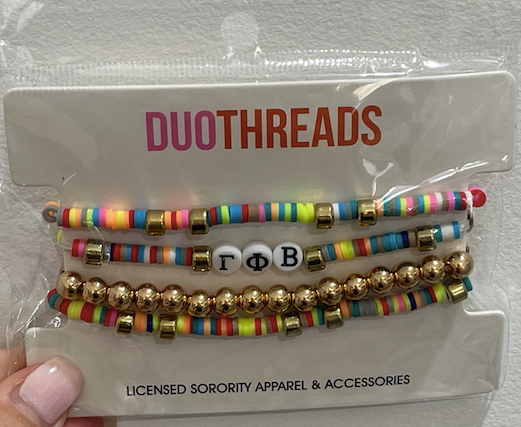 DUOTHREADS
ΓΦΒ
LICENSED SORORITY APPAREL & ACCESSORIES